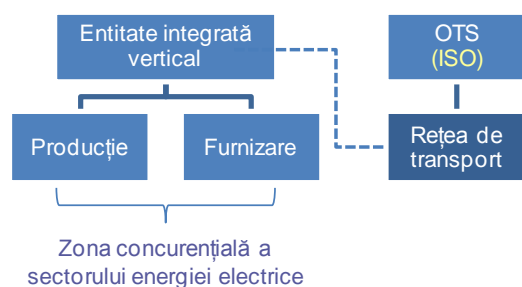 Entitate integrată
vertical
OTS
(ISO)
Producție
Furnizare
Rețea de
transport
Zona concurențială a
sectorului energiei electrice